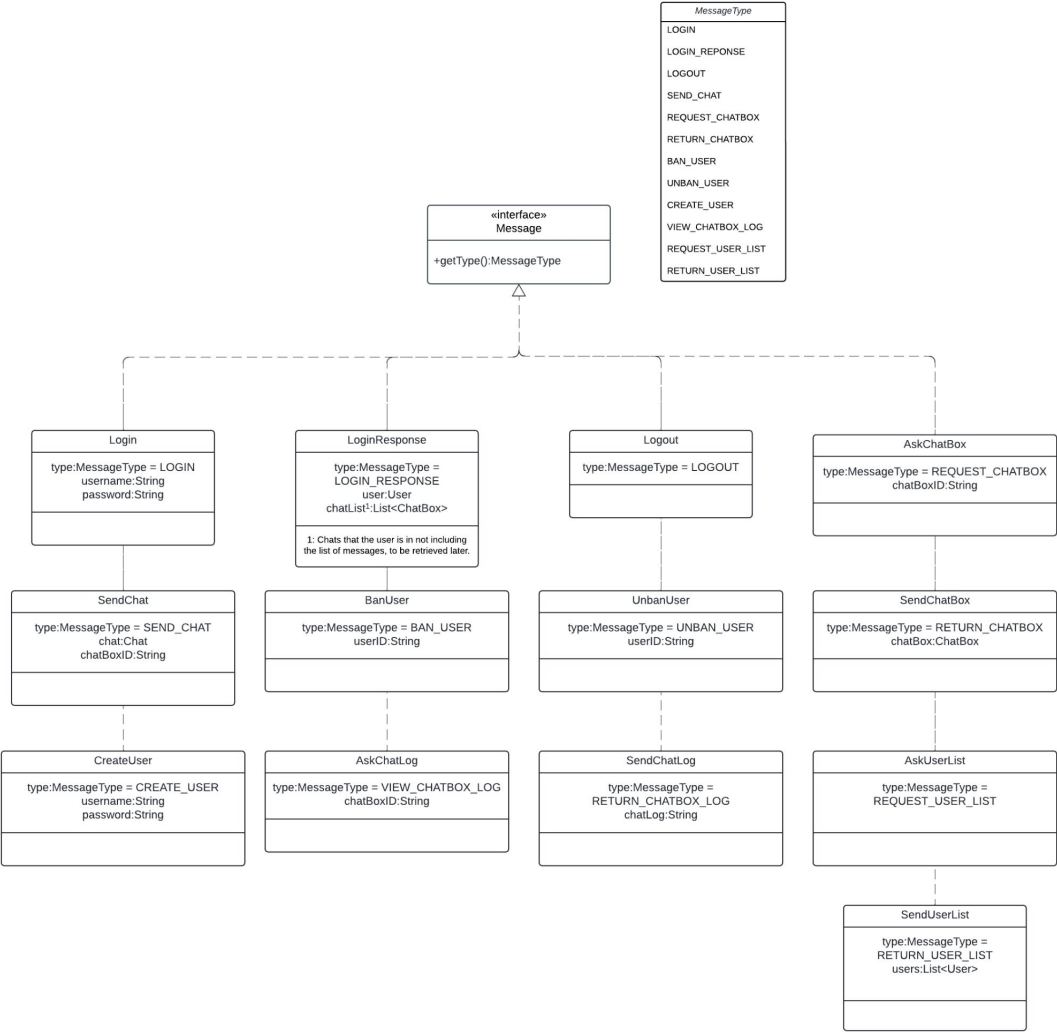 MessageType
LOGIN
LOGIN_REPONSE
LOGOUT
SEND_CHAT
REQUEST_CHATBOX
RETURN_CHATBOX
BAN_USER
UNBAN_USER
CREATE_USER
VIEW_CHATBOX_LOG
REQUEST_USER_LIST
RETURN_USER_LIST
«interface»
Message
+getType():MessageType
Login
type:MessageType = LOGIN
username:String
password:String
LoginResponse
type:MessageType =
LOGIN_RESPONSE
user:User
chatList¹:List<ChatBox>
1: Chats that the user is in not including
the list of messages, to be retrieved later.
Logout
type:MessageType = LOGOUT
AskChatBox
type:MessageType = REQUEST_CHATBOX
chatBoxID:String
SendChat
type:MessageType = SEND_CHAT
chat:Chat
chatBoxID:String
BanUser
type:MessageType = BAN_USER
userID:String
UnbanUser
type:MessageType = UNBAN_USER
userID:String
SendChatBox
type:MessageType = RETURN_CHATBOX
chatBox:ChatBox
CreateUser
type:MessageType = CREATE_USER
username:String
password:String
AskChatLog
type:MessageType = VIEW_CHATBOX_LOG
chatBoxID:String
SendChatLog
type:MessageType =
RETURN_CHATBOX_LOG
chatLog:String
AskUserList
type:MessageType =
REQUEST_USER_LIST
SendUserList
type:MessageType =
RETURN_USER_LIST
users:List<User>